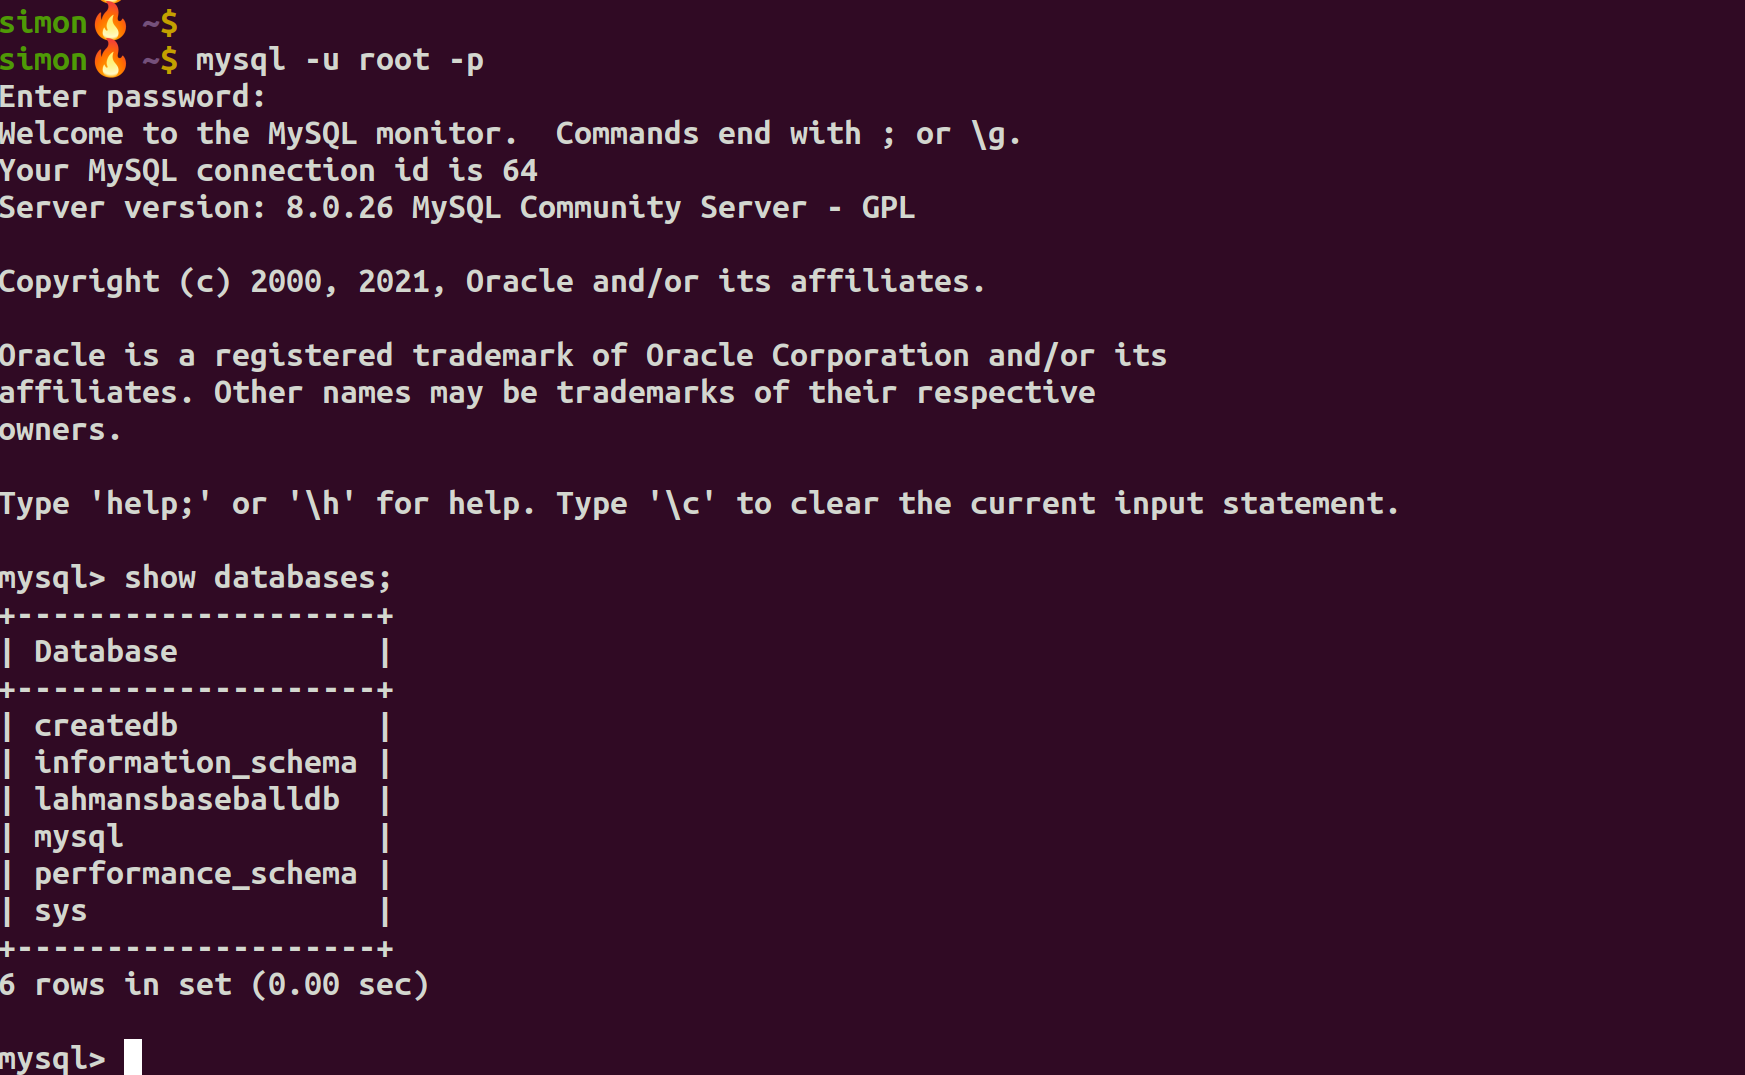 simon🔥 ~$
simon🔥 ~$ mysql -u root -p
Enter password:
Welcome to the MySQL monitor.  Commands end with ; or \g.
Your MySQL connection id is 64
Server version: 8.0.26 MySQL Community Server - GPL

Copyright (c) 2000, 2021, Oracle and/or its affiliates.

Oracle is a registered trademark of Oracle Corporation and/or its
affiliates. Other names may be trademarks of their respective
owners.

Type 'help;' or '\h' for help. Type '\c' to clear the current input statement.

mysql> show databases;
+--------------------+
| Database           |
+--------------------+
| createdb           |
| information_schema |
| lahmansbaseballdb  |
| mysql              |
| performance_schema |
| sys                |
+--------------------+
6 rows in set (0.00 sec)

mysql>